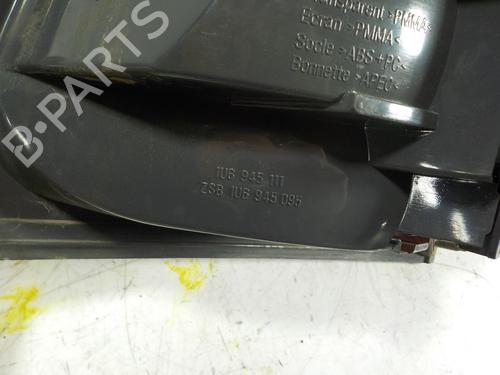 Transparent >PMMA<
Ecran >PMMA<
Socle >ABS+PC<
Bonnette >APEC<
1U6 945 111
ZSB 1U6 945 095
B-PARTS